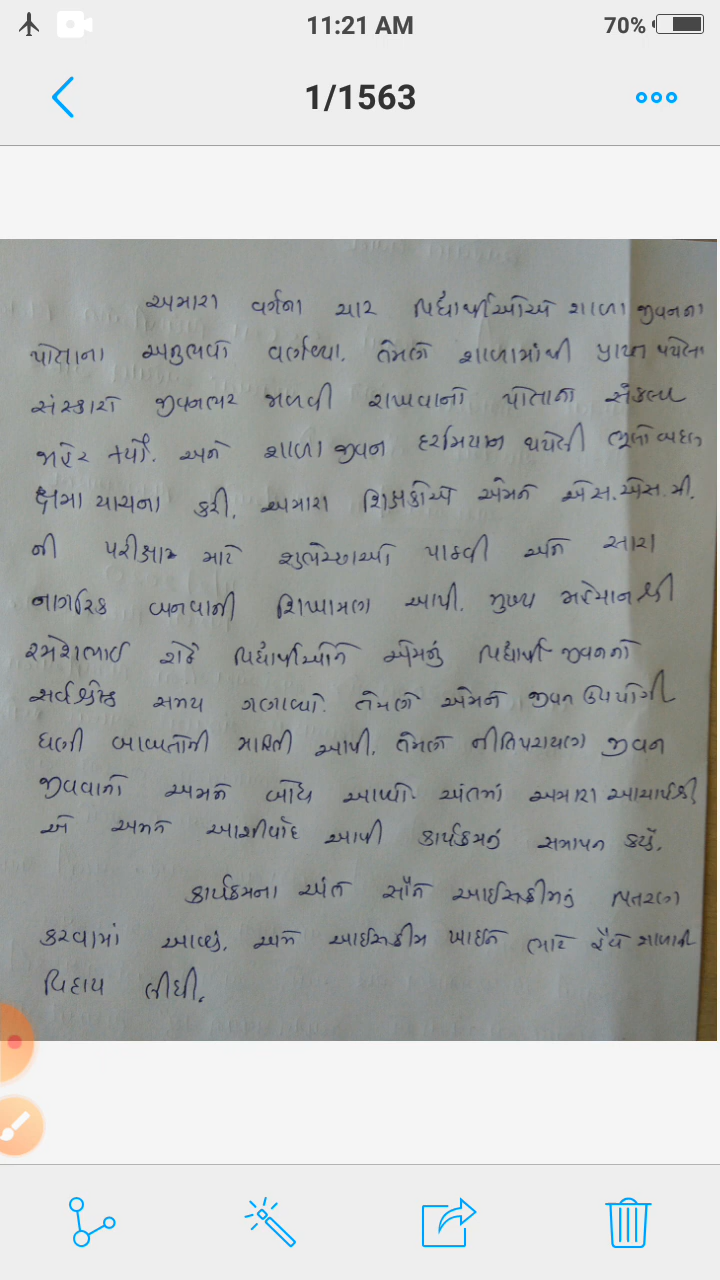 11:21 AM
70%
1/1563
અમારા વર્ગના ચાર વિદ્યાર્થીઓએ શાળા જીવનના
પોતાના અનુભવો વર્ણવ્યા. તેમણે શાળામાંથી પ્રાપ્ત થયેલા
સંસ્કારો જીવનભર જાળવી રાખવાનો પોતાનો સંકલ્પ
જાહેર કર્યો. અને શાળા જીવન દરમિયાન થયેલી ભૂલો બદલ
ક્ષમા યાચના કરી. અમારા શિક્ષકોએ અમને એસ.એસ.સી.
ની પરીક્ષા માટે શુભેચ્છાઓ પાઠવી અને સારા
નાગરિક બનવાની શિખામણ આપી. મુખ્ય મહેમાન શ્રી
રમેશભાઈ શાહે વિદ્યાર્થીઓને એમનું વિદ્યાર્થી જીવનનો
સર્વશ્રેષ્ઠ સમય ગણાવ્યો. તેમણે અમને જીવન ઉપયોગી
ઘણી બાબતોની માહિતી આપી. તેમણે નીતિપરાયણ જીવન
જીવવાનો અમને બોધ આપ્યો. અંતમાં અમારા આચાર્યશ્રી
એ અમને આશીર્વાદ આપી કાર્યક્રમનું સમાપન કર્યું.
કાર્યક્રમના અંતે સૌને આઈસ્ક્રીમનું વિતરણ
કરવામાં આવ્યું. અને આઈસ્ક્રીમ ખાઈને ભારે હૈયે શાળાની
વિદાય લીધી.